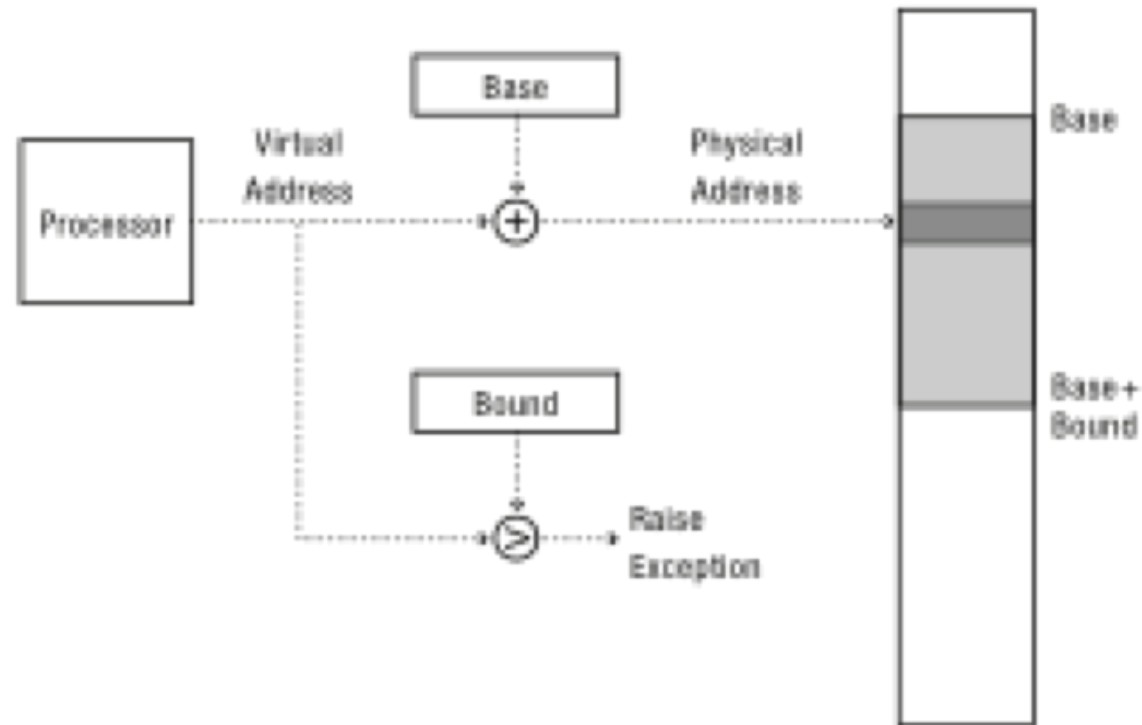 Base
Base
Virtual
Address
Physical
Address
Processor
+
Bound
Base+
Bound
>
Raise
Exception